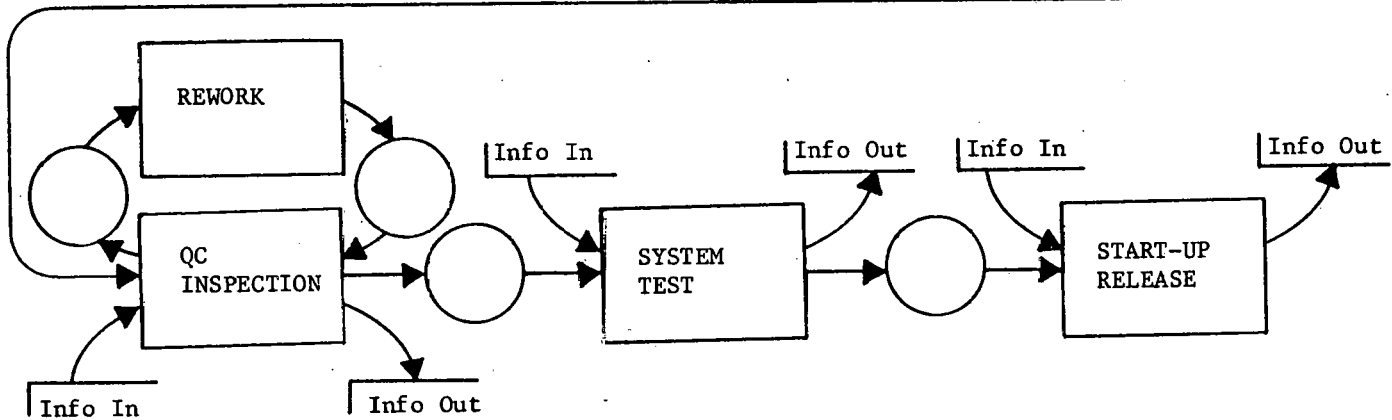 REWORK
Info In
Info Out
Info In
Info Out
QC
INSPECTION
SYSTEM
TEST
START-UP
RELEASE
Info In
Info Out